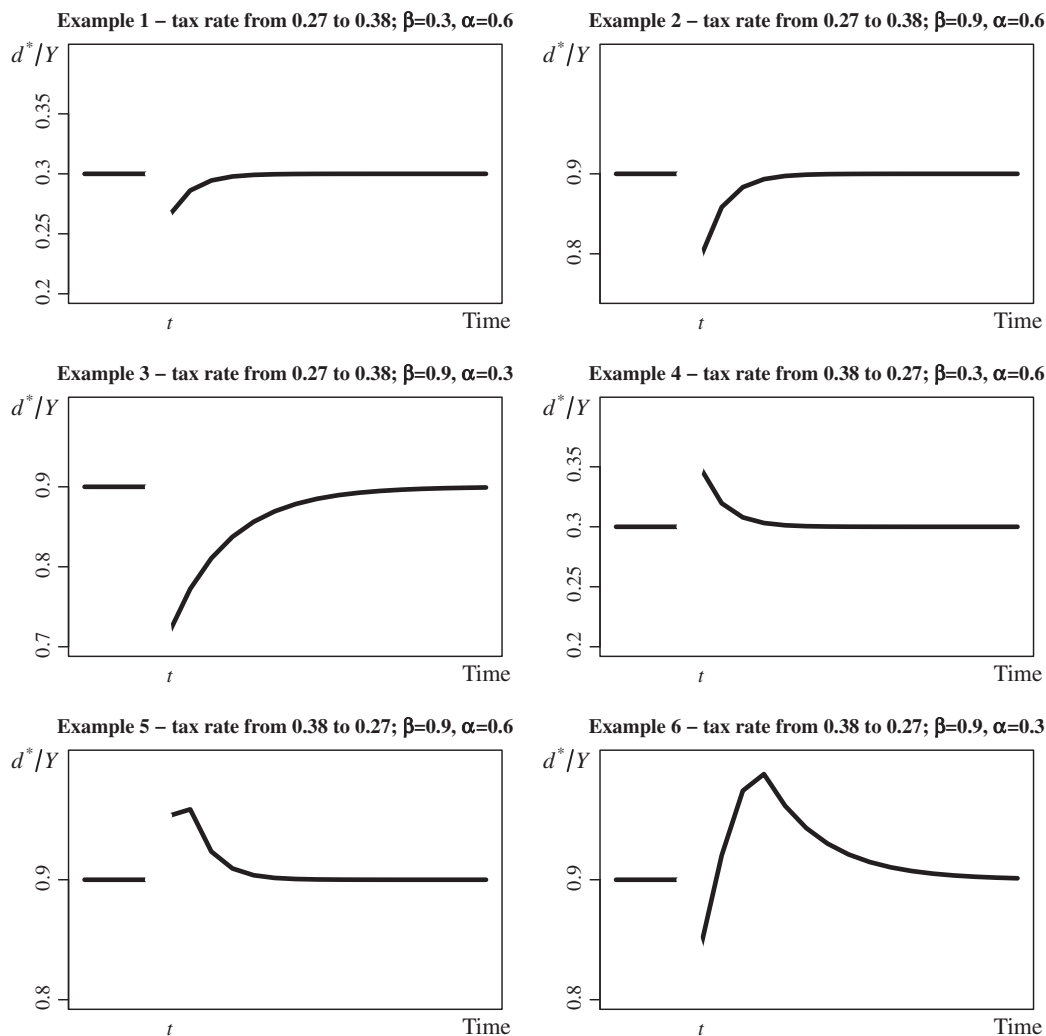 Example 1 − tax rate from 0.27 to 0.38; β=0.3, α=0.6
d*/Y
0.35
0.3
0.25
0.2
t
Time
Example 2 − tax rate from 0.27 to 0.38; β=0.9, α=0.6
d*/Y
0.9
0.8
t
Time
Example 3 − tax rate from 0.27 to 0.38; β=0.9, α=0.3
d*/Y
0.9
0.8
0.7
t
Time
Example 4 − tax rate from 0.38 to 0.27; β=0.3, α=0.6
d*/Y
0.35
0.3
0.25
0.2
t
Time
Example 5 − tax rate from 0.38 to 0.27; β=0.9, α=0.6
d*/Y
0.9
0.8
t
Time
Example 6 − tax rate from 0.38 to 0.27; β=0.9, α=0.3
d*/Y
0.9
0.8
t
Time